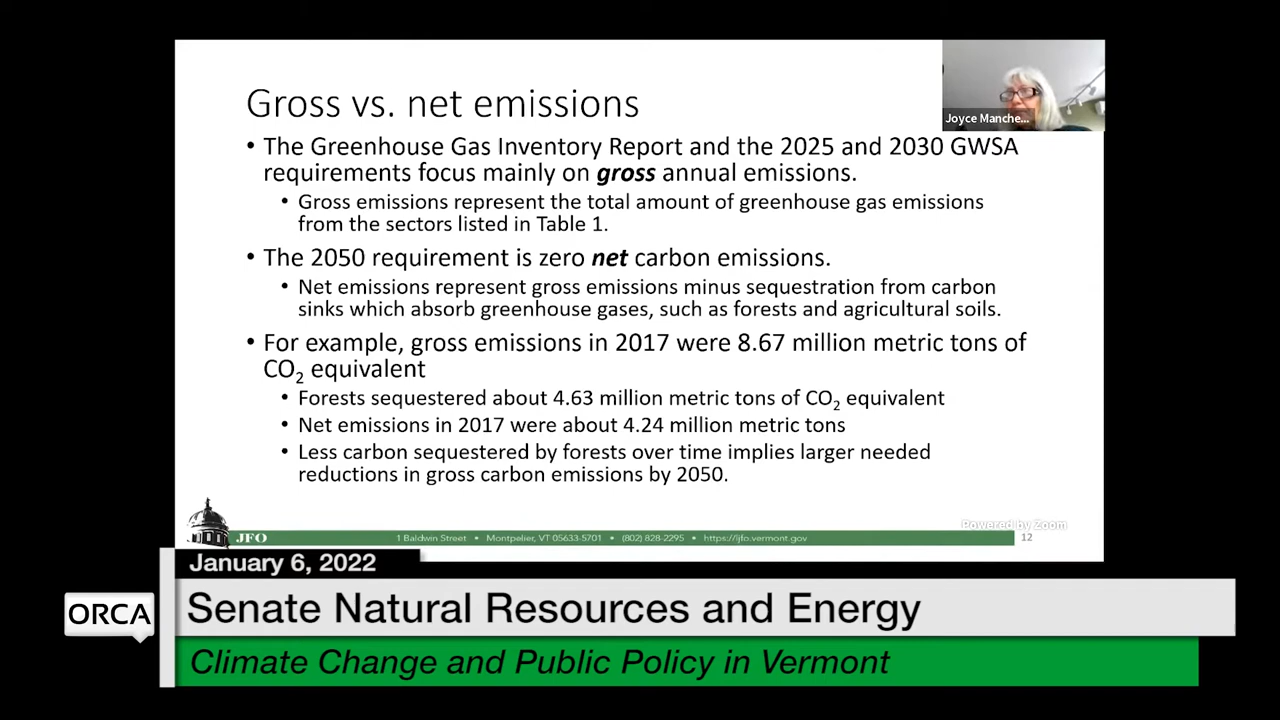 Gross vs. net emissions
Joyce Manche...
• The Greenhouse Gas Inventory Report and the 2025 and 2030 GWSA
requirements focus mainly on gross annual emissions.
• Gross emissions represent the total amount of greenhouse gas emissions
from the sectors listed in Table 1.
• The 2050 requirement is zero net carbon emissions.
• Net emissions represent gross emissions minus sequestration from carbon
sinks which absorb greenhouse gases, such as forests and agricultural soils.
• For example, gross emissions in 2017 were 8.67 million metric tons of
CO₂ equivalent
• Forests sequestered about 4.63 million metric tons of CO₂ equivalent
• Net emissions in 2017 were about 4.24 million metric tons
• Less carbon sequestered by forests over time implies larger needed
reductions in gross carbon emissions by 2050.
Powered by Zoom
JFO 1 Baldwin Street • Montpelier, VT 05633-5701 • (802) 828-2295 • https://ljfo.vermont.gov 12
January 6, 2022
ORCA Senate Natural Resources and Energy
Climate Change and Public Policy in Vermont